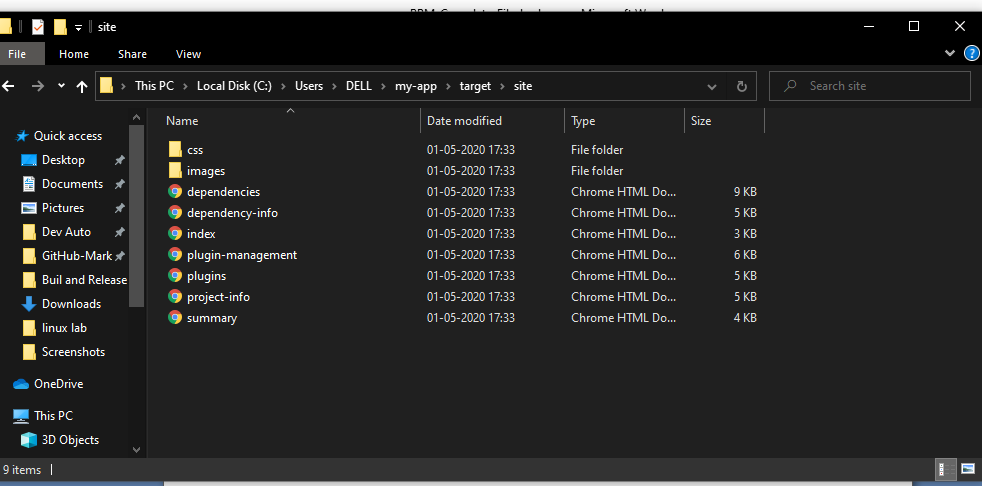 site
File Home Share View
This PC Local Disk (C:) Users DELL my-app target site Search site
Name Date modified Type Size
Quick access
Desktop
Documents
Pictures
Dev Auto
GitHub-Mark
Buil and Release
Downloads
linux lab
Screenshots
OneDrive
This PC
3D Objects
css 01-05-2020 17:33 File folder
images 01-05-2020 17:33 File folder
dependencies 01-05-2020 17:33 Chrome HTML Do... 9 KB
dependency-info 01-05-2020 17:33 Chrome HTML Do... 5 KB
index 01-05-2020 17:33 Chrome HTML Do... 3 KB
plugin-management 01-05-2020 17:33 Chrome HTML Do... 6 KB
plugins 01-05-2020 17:33 Chrome HTML Do... 5 KB
project-info 01-05-2020 17:33 Chrome HTML Do... 5 KB
summary 01-05-2020 17:33 Chrome HTML Do... 4 KB
9 items